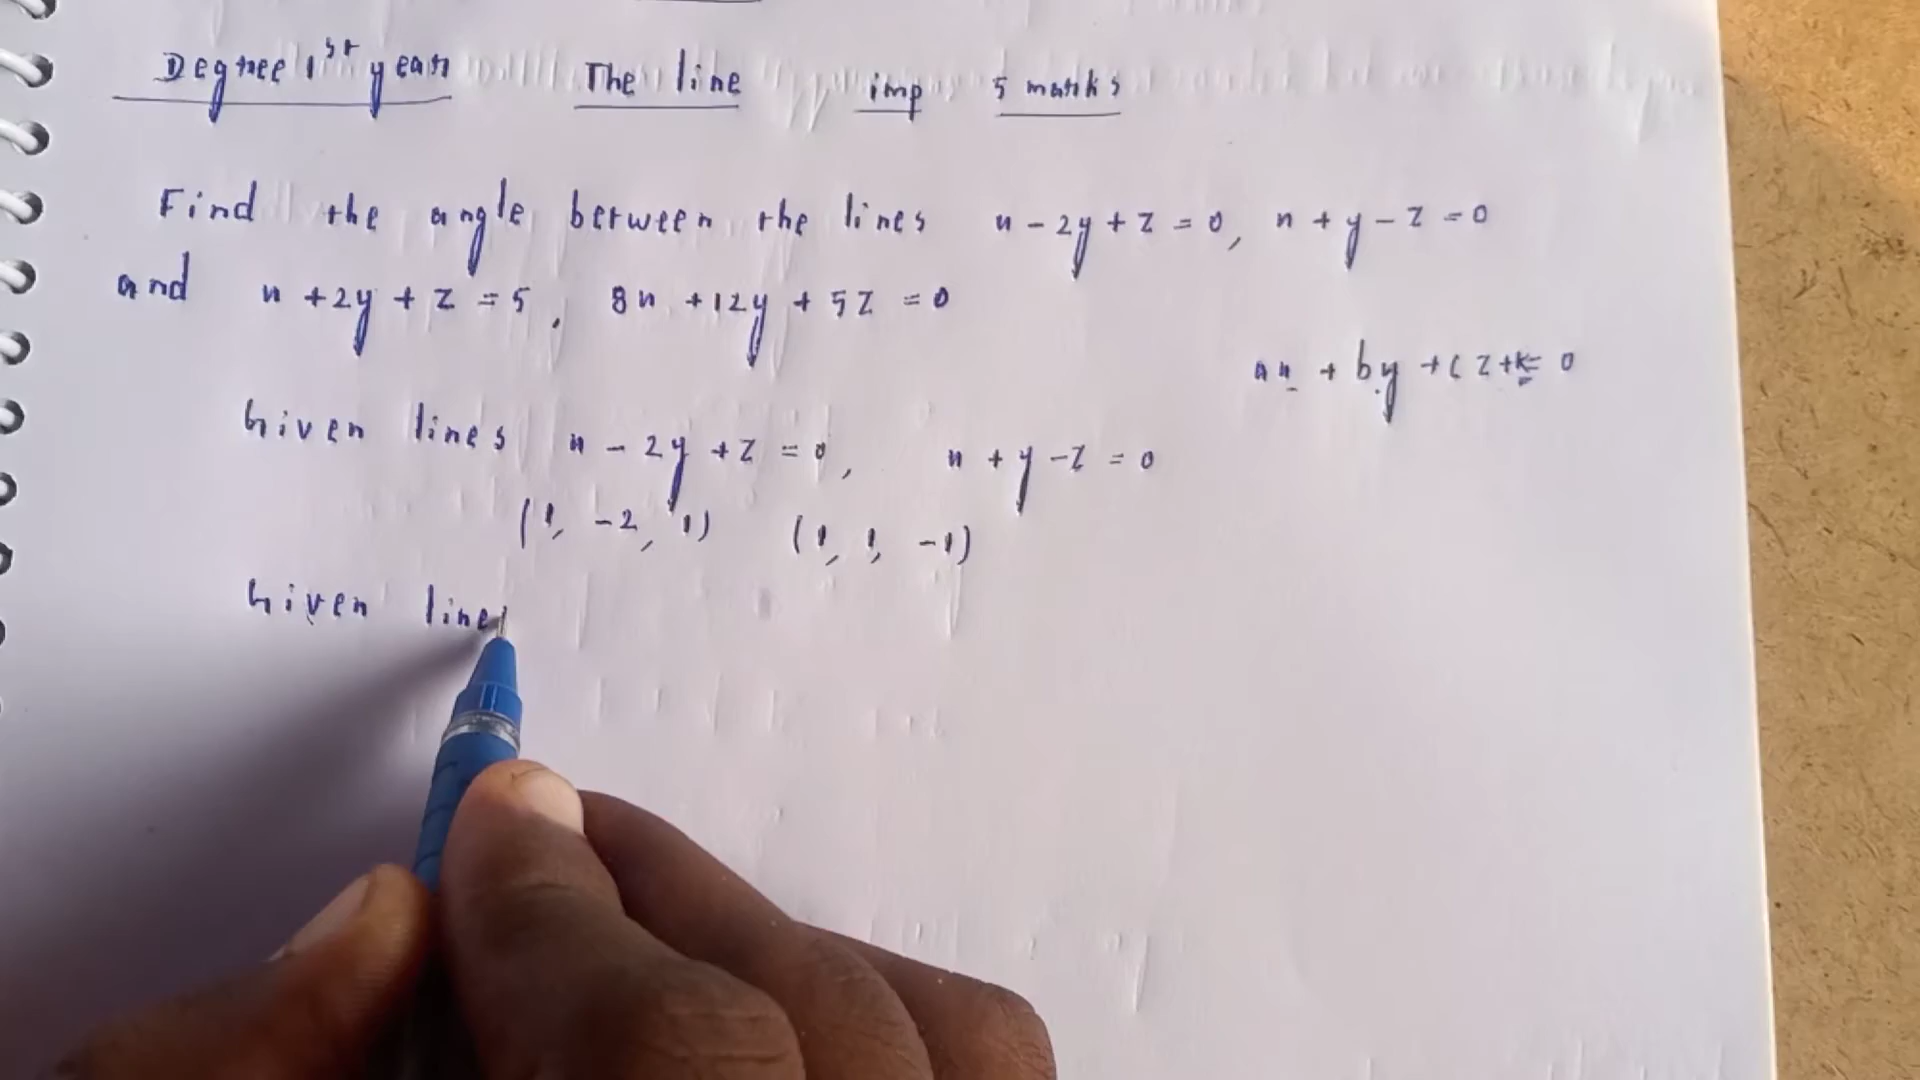 Degree 1st year The line imp 5 marks
Find the angle between the lines x - 2y + z = 0, x + y - z = 0
and x + 2y + z = 5, 8x + 12y + 5z = 0
ax + by + cz + k = 0
Given lines x - 2y + z = 0, x + y - z = 0
(1, -2, 1) (1, 1, -1)
Given line